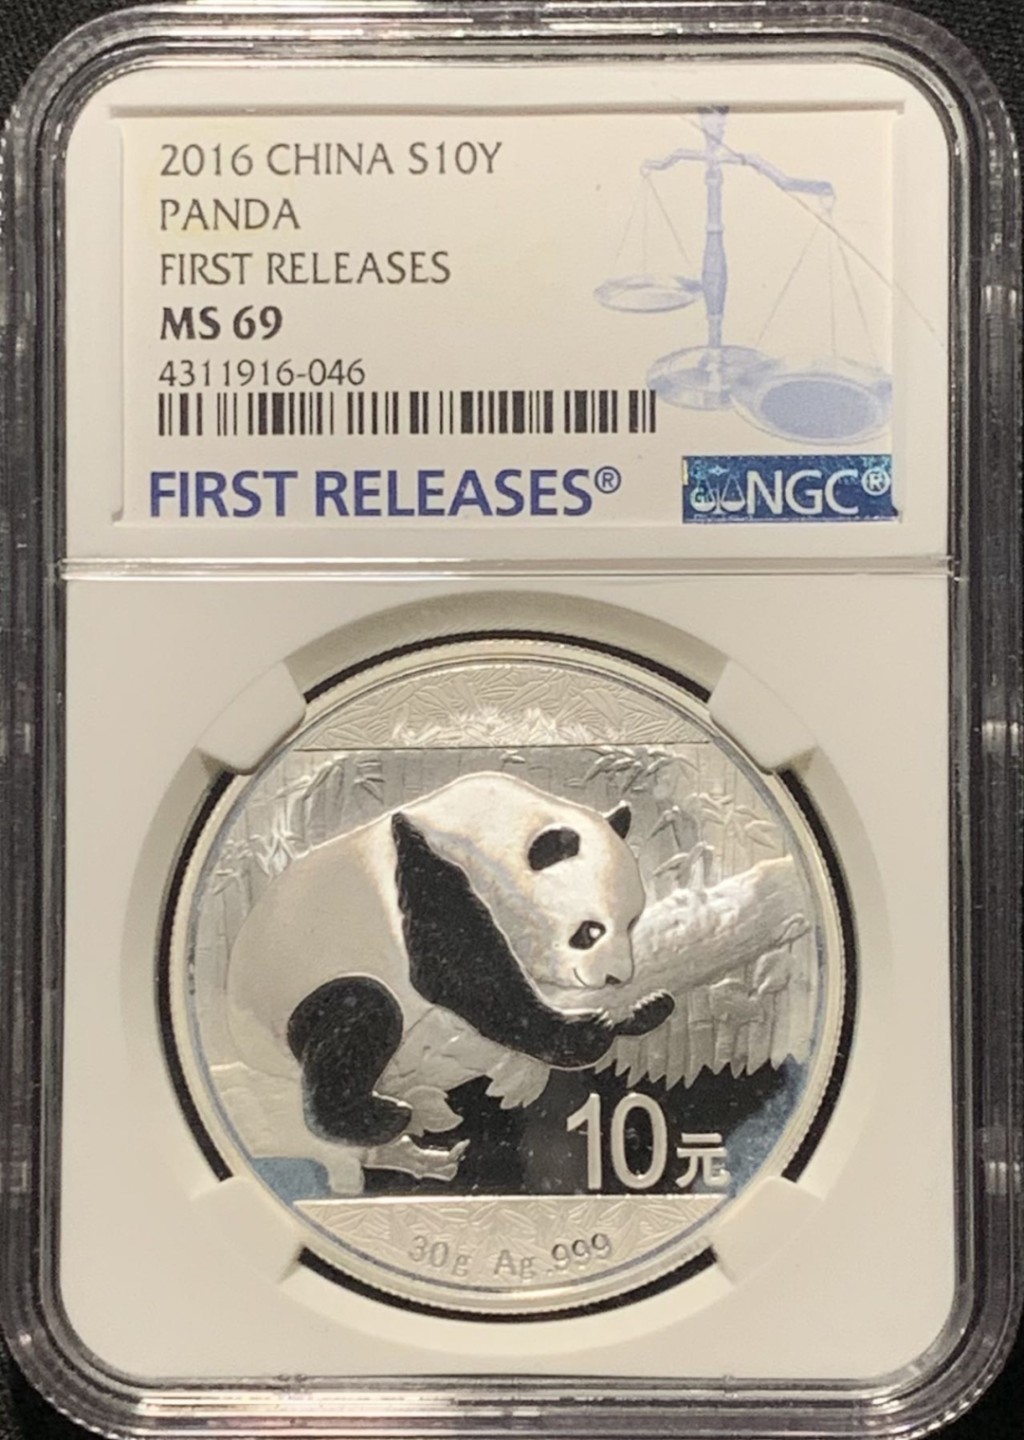 2016 CHINA S10Y
PANDA
FIRST RELEASES
MS 69
4311916-046
FIRST RELEASES®
NGC®
10元
30g Ag .999